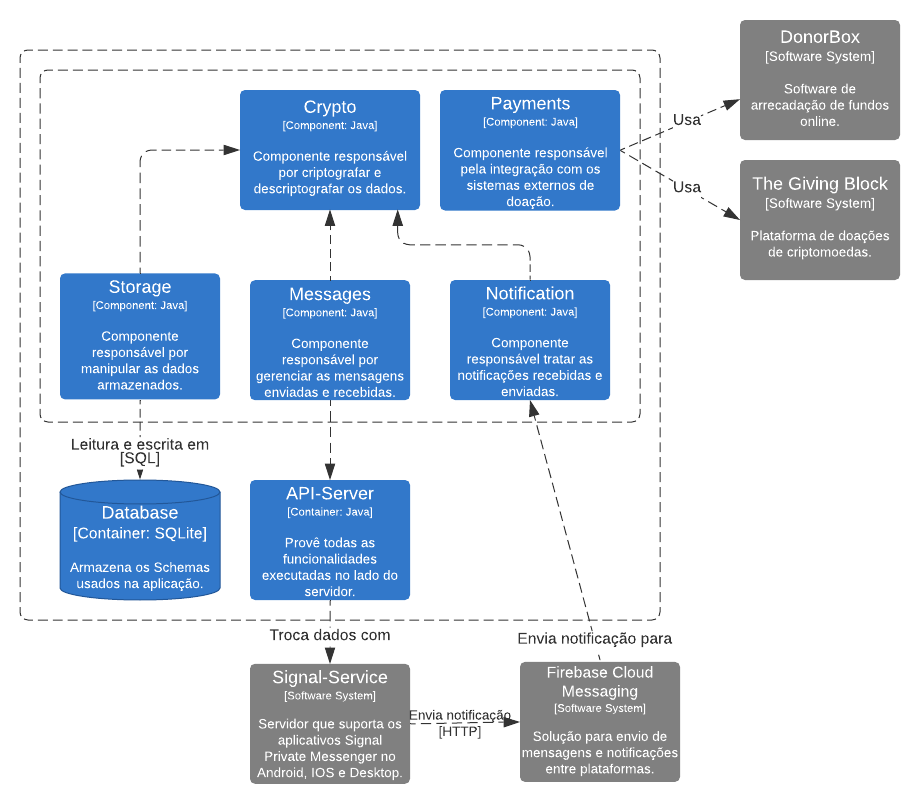 DonorBox
[Software System]
Software de
arrecadação de fundos
online.
Crypto
[Component: Java]
Componente responsável
por criptografar e
descriptografar os dados.
Payments
[Component: Java]
Componente responsável
pela integração com os
sistemas externos de
doação.
Usa
Usa
The Giving Block
[Software System]
Plataforma de doações
de criptomoedas.
Storage
[Component: Java]
Componente
responsável por
manipular as dados
armazenados.
Messages
[Component: Java]
Componente
responsável por
gerenciar as mensagens
enviadas e recebidas.
Notification
[Component: Java]
Componente
responsável tratar as
notificações recebidas e
enviadas.
Leitura e escrita em
[SQL]
Database
[Container: SQLite]
Armazena os Schemas
usados na aplicação.
API-Server
[Container: Java]
Provê todas as
funcionalidades
executadas no lado do
servidor.
Troca dados com
Envia notificação para
Signal-Service
[Software System]
Servidor que suporta os
aplicativos Signal
Private Messenger no
Android, IOS e Desktop.
Envia notificação
[HTTP]
Firebase Cloud
Messaging
[Software System]
Solução para envio de
mensagens e notificações
entre plataformas.